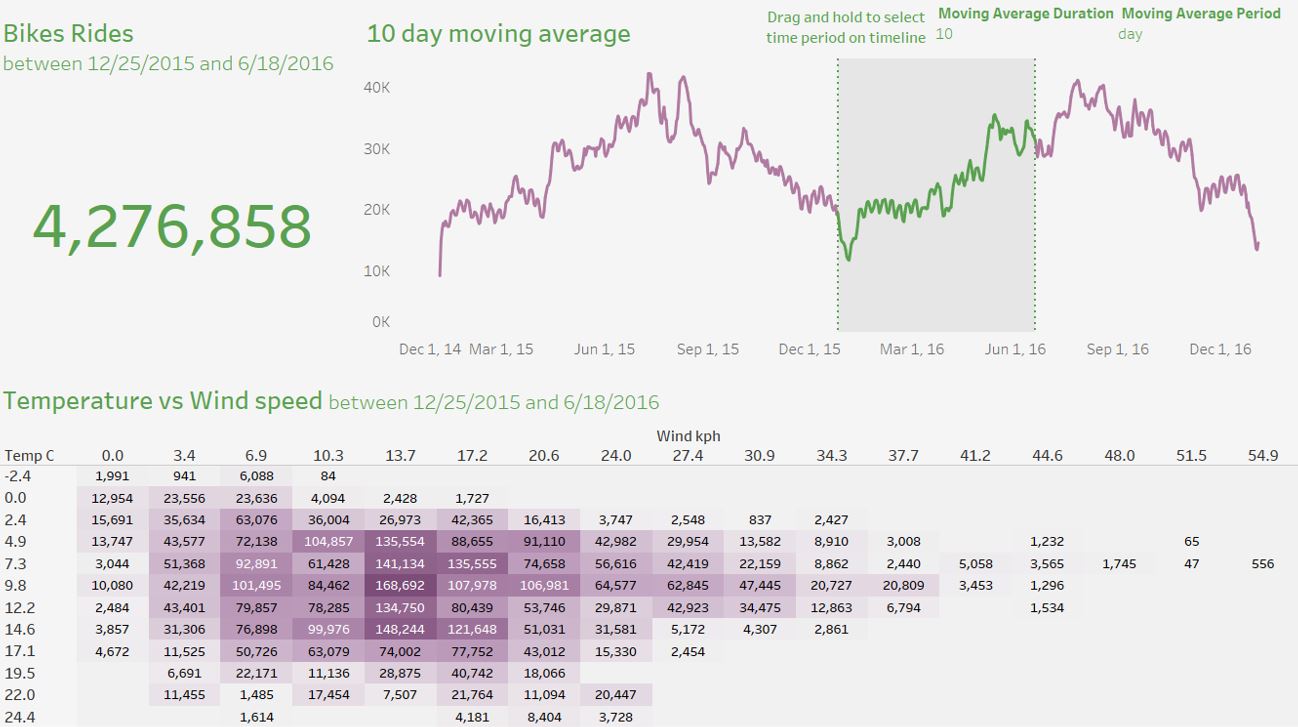 Bikes Rides
between 12/25/2015 and 6/18/2016
4,276,858
10 day moving average
Drag and hold to select
time period on timeline
Moving Average Duration
10
Moving Average Period
day
40K
30K
20K
10K
0K
Dec 1, 14 Mar 1, 15 Jun 1, 15 Sep 1, 15 Dec 1, 15 Mar 1, 16 Jun 1, 16 Sep 1, 16 Dec 1, 16
Temperature vs Wind speed between 12/25/2015 and 6/18/2016
Wind kph
Temp C 0.0 3.4 6.9 10.3 13.7 17.2 20.6 24.0 27.4 30.9 34.3 37.7 41.2 44.6 48.0 51.5 54.9
-2.4 1,991 941 6,088 84
0.0 12,954 23,556 23,636 4,094 2,428 1,727
2.4 15,691 35,634 63,076 36,004 26,973 42,365 16,413 3,747 2,548 837 2,427
4.9 13,747 43,577 72,138 104,857 135,554 88,655 91,110 42,982 29,954 13,582 8,910 3,008 1,232 65
7.3 3,044 51,368 92,891 61,428 141,134 135,555 74,658 56,616 42,419 22,159 8,862 2,440 5,058 3,565 1,745 47 556
9.8 10,080 42,219 101,495 84,462 168,692 107,978 106,981 64,577 62,845 47,445 20,727 20,809 3,453 1,296
12.2 2,484 43,401 79,857 78,285 134,750 80,439 53,746 29,871 42,923 34,475 12,863 6,794 1,534
14.6 3,857 31,306 76,898 99,976 148,244 121,648 51,031 31,581 5,172 4,307 2,861
17.1 4,672 11,525 50,726 63,079 74,002 77,752 43,012 15,330 2,454
19.5 6,691 22,171 11,136 28,875 40,742 18,066
22.0 11,455 1,485 17,454 7,507 21,764 11,094 20,447
24.4 1,614 4,181 8,404 3,728